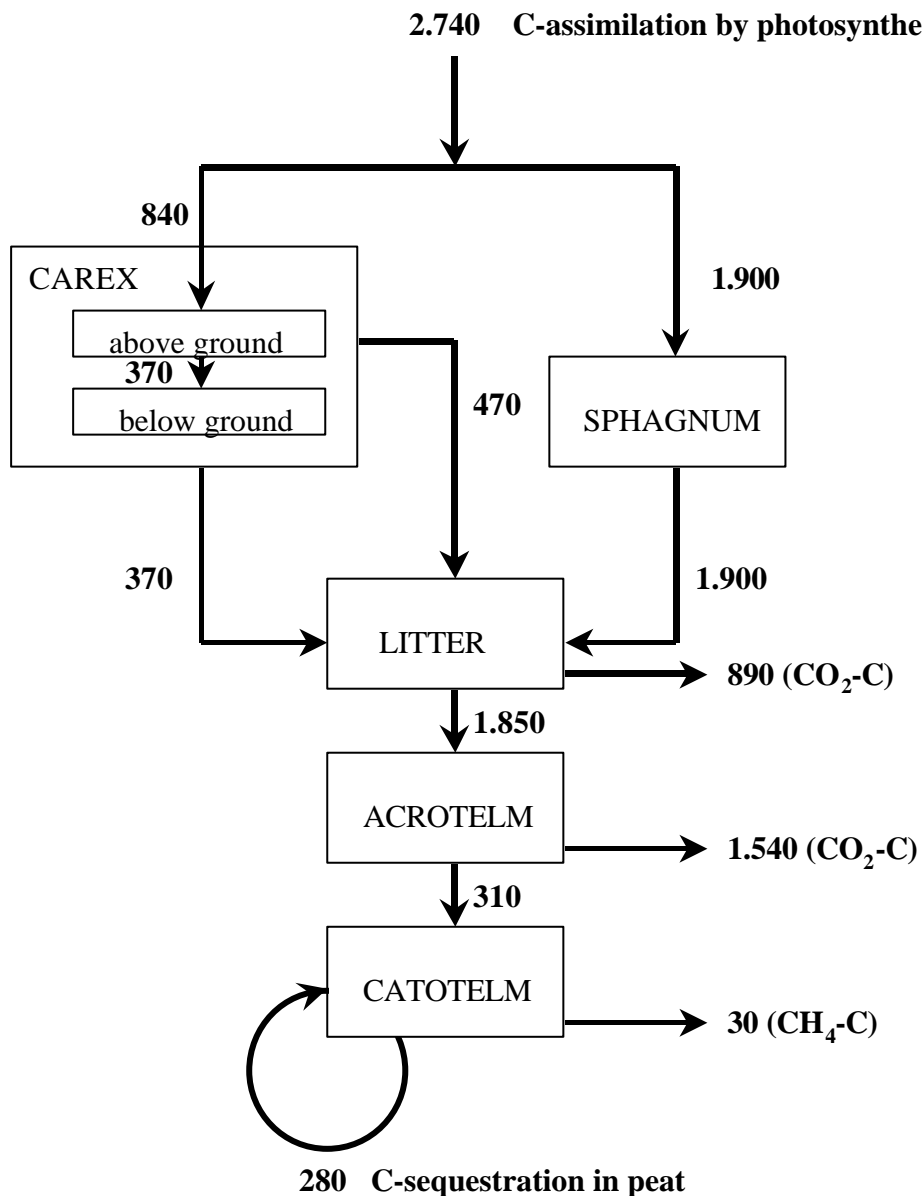 2.740 C-assimilation by photosynthe
840
CAREX
1.900
above ground
370
470
below ground
SPHAGNUM
370
1.900
LITTER
890 (CO₂-C)
1.850
ACROTELM
1.540 (CO₂-C)
310
CATOTELM
30 (CH₄-C)
280 C-sequestration in peat